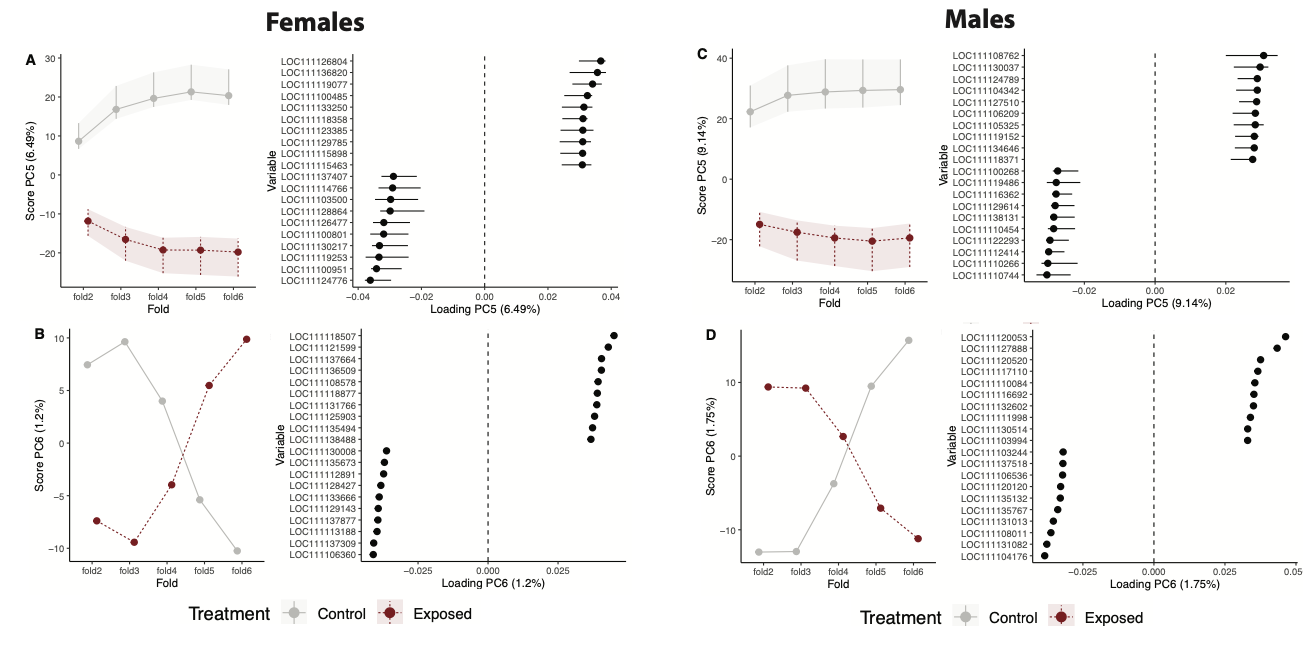 Females
Males
A
Score PC5 (6.49%)
30
20
10
0
−10
−20
fold2
fold3
fold4
fold5
fold6
Fold
Variable
LOC111126804
LOC111136820
LOC111119077
LOC111100485
LOC111133250
LOC111118358
LOC111123385
LOC111129785
LOC111115898
LOC111115463
LOC111137407
LOC111114766
LOC111103500
LOC111128864
LOC111126477
LOC111100801
LOC111130217
LOC111119253
LOC111100951
LOC111124776
−0.04
−0.02
0.00
0.02
0.04
Loading PC5 (6.49%)
C
Score PC5 (9.14%)
40
20
0
−20
fold2
fold3
fold4
fold5
fold6
Fold
Variable
LOC111108762
LOC111130037
LOC111124789
LOC111104342
LOC111127510
LOC111106209
LOC111105325
LOC111119152
LOC111134646
LOC111118371
LOC111100268
LOC111119486
LOC111116362
LOC111129614
LOC111138131
LOC111110454
LOC111122293
LOC111112414
LOC111110266
LOC111110744
−0.02
0.00
0.02
Loading PC5 (9.14%)
B
Score PC6 (1.2%)
10
5
0
−5
−10
fold2
fold3
fold4
fold5
fold6
Fold
Variable
LOC111118507
LOC111121599
LOC111137664
LOC111136509
LOC111108578
LOC111118877
LOC111131766
LOC111125903
LOC111135494
LOC111138488
LOC111130008
LOC111135673
LOC111112891
LOC111128427
LOC111133666
LOC111129143
LOC111137877
LOC111113188
LOC111137309
LOC111106360
−0.025
0.000
0.025
Loading PC6 (1.2%)
D
Score PC6 (1.75%)
10
0
−10
fold2
fold3
fold4
fold5
fold6
Fold
Variable
LOC111120053
LOC111127888
LOC111120520
LOC111117110
LOC111110084
LOC111116692
LOC111132602
LOC111111998
LOC111130514
LOC111103994
LOC111103244
LOC111137518
LOC111106536
LOC111120120
LOC111135132
LOC111135767
LOC111131013
LOC111108011
LOC111131082
LOC111104176
−0.025
0.000
0.025
0.05
Loading PC6 (1.75%)
Treatment Control Exposed
Treatment Control Exposed